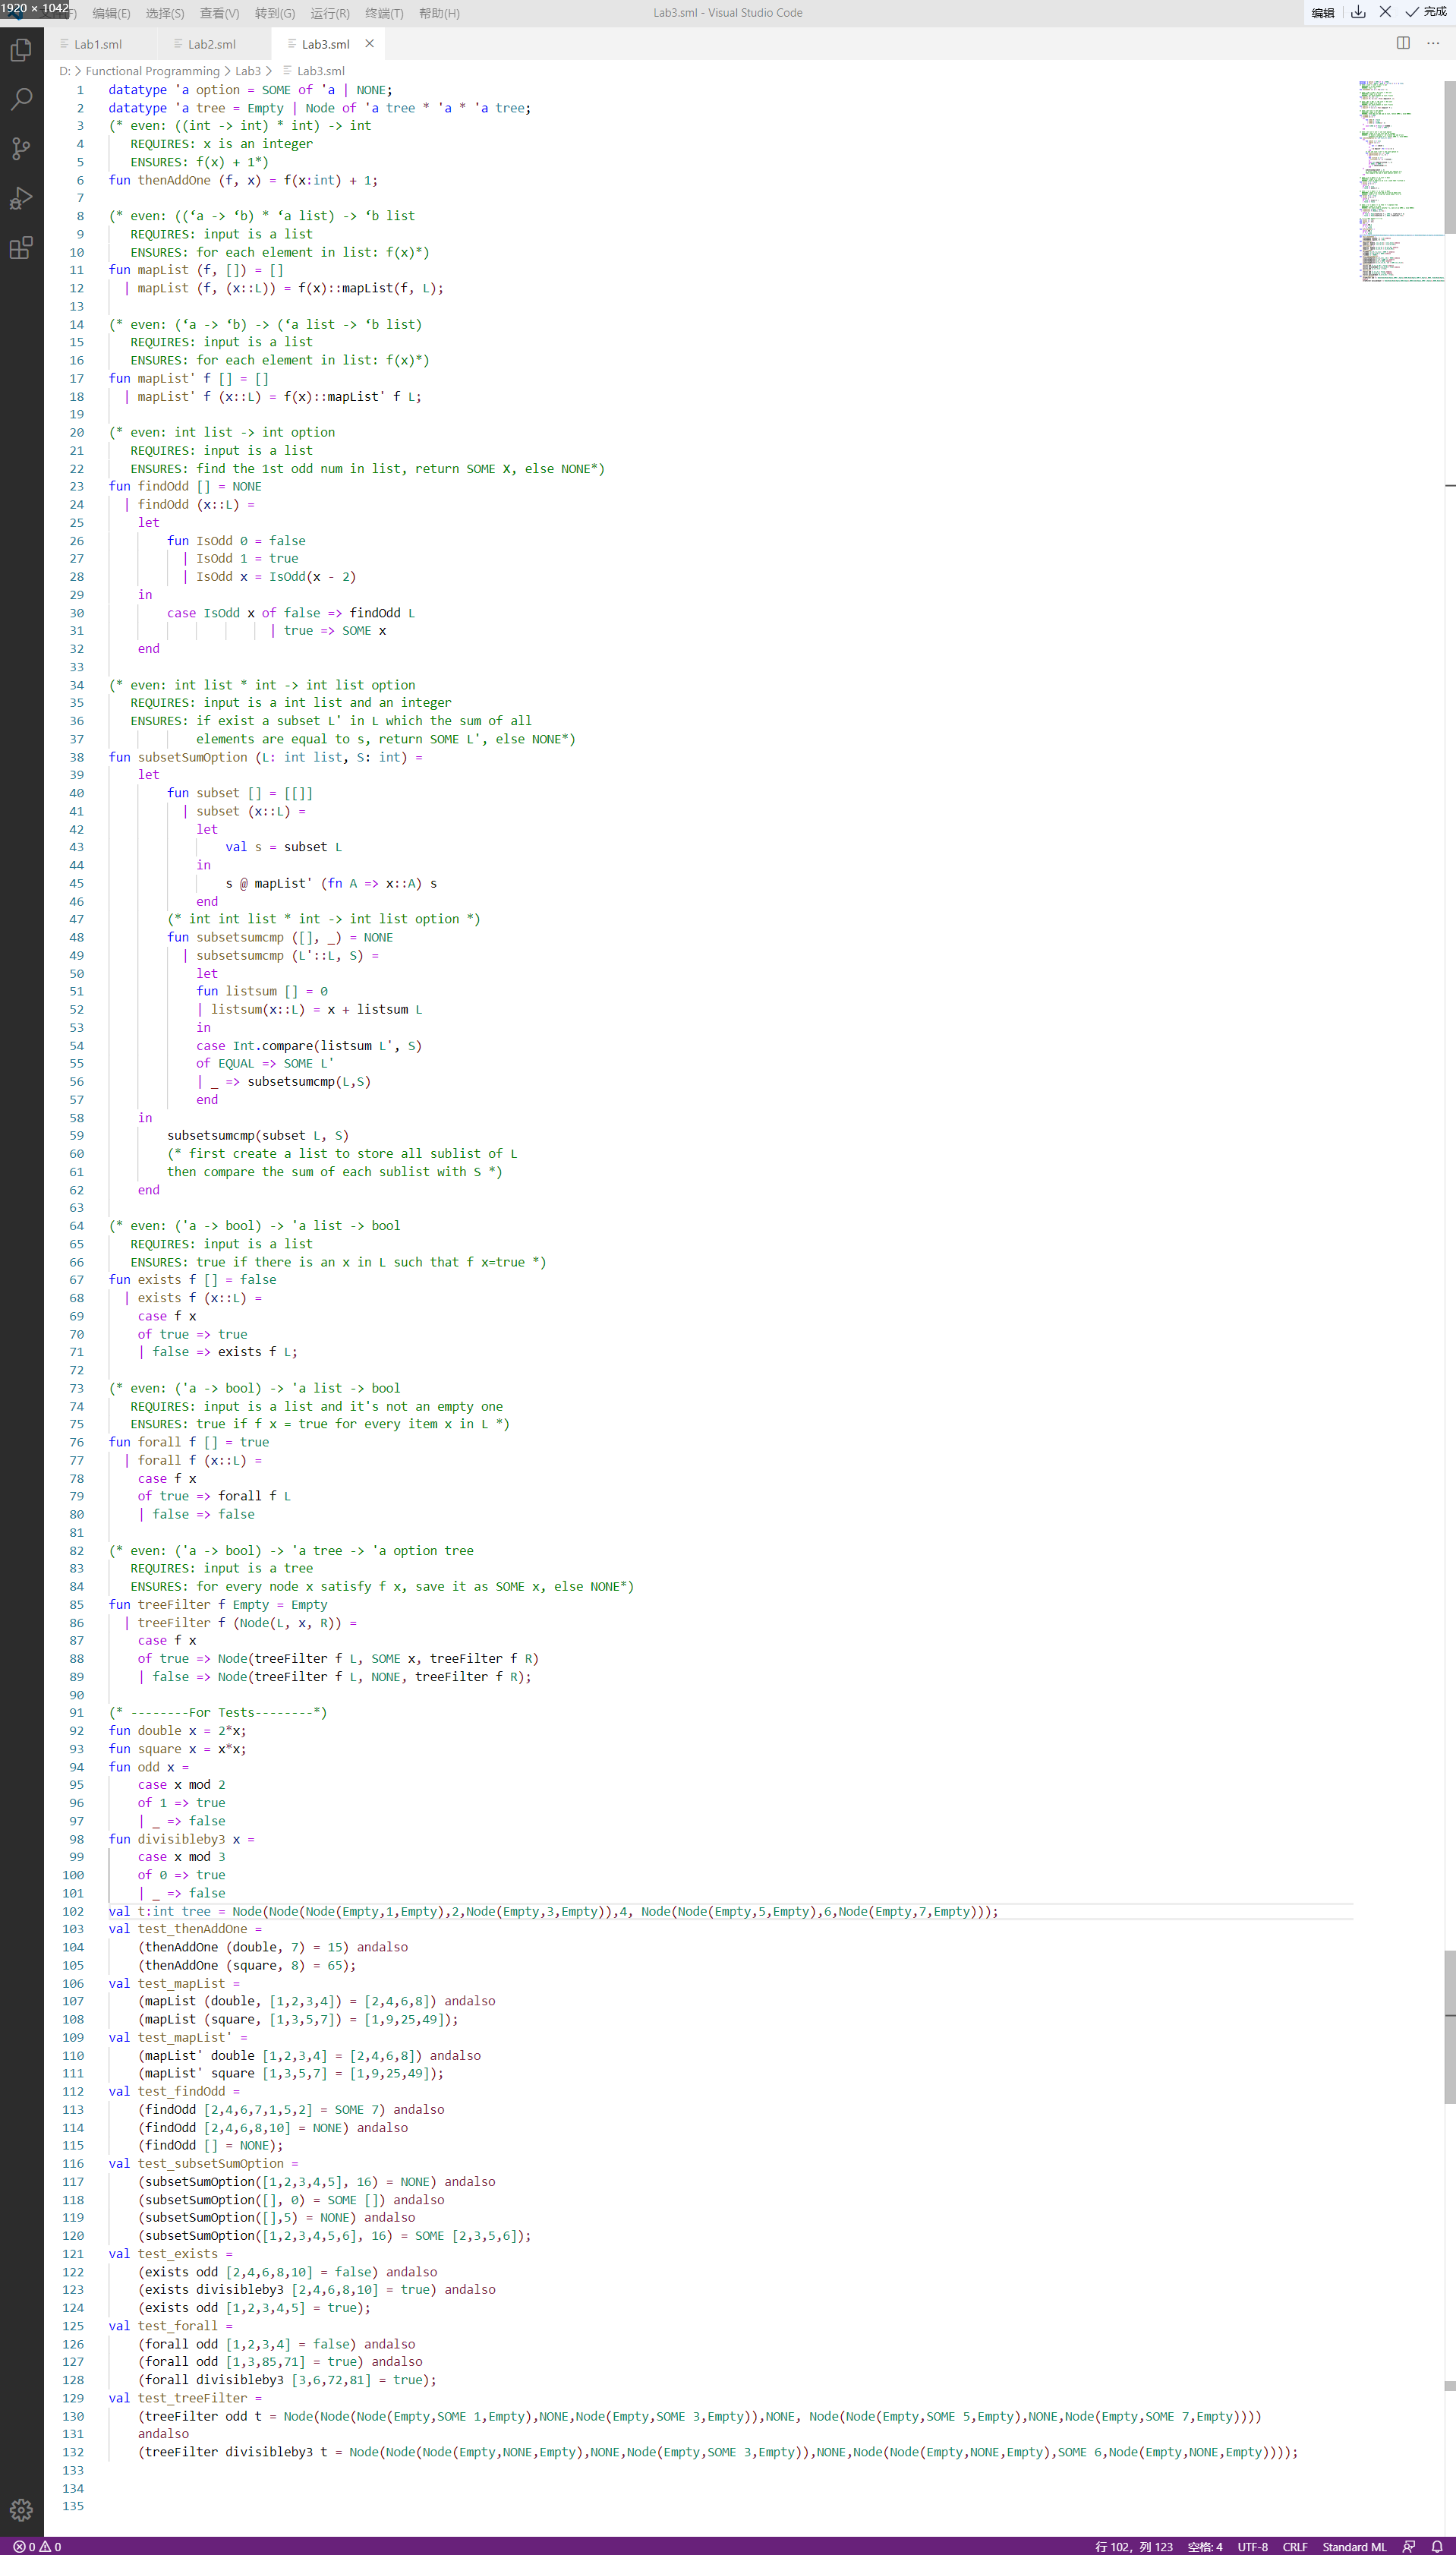 1920 × 1042
编辑(E) 选择(S) 查看(V) 转到(G) 运行(R) 终端(T) 帮助(H)
Lab3.sml - Visual Studio Code
编辑 完成
Lab1.sml Lab2.sml Lab3.sml
D: > Functional Programming > Lab3 > Lab3.sml
1 datatype 'a option = SOME of 'a | NONE;
2 datatype 'a tree = Empty | Node of 'a tree * 'a * 'a tree;
3 (* even: ((int -> int) * int) -> int
4 REQUIRES: x is an integer
5 ENSURES: f(x) + 1*)
6 fun thenAddOne (f, x) = f(x:int) + 1;
7
8 (* even: ((‘a -> ‘b) * ‘a list) -> ‘b list
9 REQUIRES: input is a list
10 ENSURES: for each element in list: f(x)*)
11 fun mapList (f, []) = []
12 | mapList (f, (x::L)) = f(x)::mapList(f, L);
13
14 (* even: (‘a -> ‘b) -> (‘a list -> ‘b list)
15 REQUIRES: input is a list
16 ENSURES: for each element in list: f(x)*)
17 fun mapList' f [] = []
18 | mapList' f (x::L) = f(x)::mapList' f L;
19
20 (* even: int list -> int option
21 REQUIRES: input is a list
22 ENSURES: find the 1st odd num in list, return SOME X, else NONE*)
23 fun findOdd [] = NONE
24 | findOdd (x::L) =
25 let
26 fun IsOdd 0 = false
27 | IsOdd 1 = true
28 | IsOdd x = IsOdd(x - 2)
29 in
30 case IsOdd x of false => findOdd L
31 | true => SOME x
32 end
33
34 (* even: int list * int -> int list option
35 REQUIRES: input is a int list and an integer
36 ENSURES: if exist a subset L' in L which the sum of all
37 elements are equal to s, return SOME L', else NONE*)
38 fun subsetSumOption (L: int list, S: int) =
39 let
40 fun subset [] = [[]]
41 | subset (x::L) =
42 let
43 val s = subset L
44 in
45 s @ mapList' (fn A => x::A) s
46 end
47 (* int int list * int -> int list option *)
48 fun subsetsumcmp ([], _) = NONE
49 | subsetsumcmp (L'::L, S) =
50 let
51 fun listsum [] = 0
52 | listsum(x::L) = x + listsum L
53 in
54 case Int.compare(listsum L', S)
55 of EQUAL => SOME L'
56 | _ => subsetsumcmp(L,S)
57 end
58 in
59 subsetsumcmp(subset L, S)
60 (* first create a list to store all sublist of L
61 then compare the sum of each sublist with S *)
62 end
63
64 (* even: ('a -> bool) -> 'a list -> bool
65 REQUIRES: input is a list
66 ENSURES: true if there is an x in L such that f x=true *)
67 fun exists f [] = false
68 | exists f (x::L) =
69 case f x
70 of true => true
71 | false => exists f L;
72
73 (* even: ('a -> bool) -> 'a list -> bool
74 REQUIRES: input is a list and it's not an empty one
75 ENSURES: true if f x = true for every item x in L *)
76 fun forall f [] = true
77 | forall f (x::L) =
78 case f x
79 of true => forall f L
80 | false => false
81
82 (* even: ('a -> bool) -> 'a tree -> 'a option tree
83 REQUIRES: input is a tree
84 ENSURES: for every node x satisfy f x, save it as SOME x, else NONE*)
85 fun treeFilter f Empty = Empty
86 | treeFilter f (Node(L, x, R)) =
87 case f x
88 of true => Node(treeFilter f L, SOME x, treeFilter f R)
89 | false => Node(treeFilter f L, NONE, treeFilter f R);
90
91 (* --------For Tests--------*)
92 fun double x = 2*x;
93 fun square x = x*x;
94 fun odd x =
95 case x mod 2
96 of 1 => true
97 | _ => false
98 fun divisibleby3 x =
99 case x mod 3
100 of 0 => true
101 | _ => false
102 val t:int tree = Node(Node(Node(Empty,1,Empty),2,Node(Empty,3,Empty)),4, Node(Node(Empty,5,Empty),6,Node(Empty,7,Empty)));
103 val test_thenAddOne =
104 (thenAddOne (double, 7) = 15) andalso
105 (thenAddOne (square, 8) = 65);
106 val test_mapList =
107 (mapList (double, [1,2,3,4]) = [2,4,6,8]) andalso
108 (mapList (square, [1,3,5,7]) = [1,9,25,49]);
109 val test_mapList' =
110 (mapList' double [1,2,3,4] = [2,4,6,8]) andalso
111 (mapList' square [1,3,5,7] = [1,9,25,49]);
112 val test_findOdd =
113 (findOdd [2,4,6,7,1,5,2] = SOME 7) andalso
114 (findOdd [2,4,6,8,10] = NONE) andalso
115 (findOdd [] = NONE);
116 val test_subsetSumOption =
117 (subsetSumOption([1,2,3,4,5], 16) = NONE) andalso
118 (subsetSumOption([], 0) = SOME []) andalso
119 (subsetSumOption([],5) = NONE) andalso
120 (subsetSumOption([1,2,3,4,5,6], 16) = SOME [2,3,5,6]);
121 val test_exists =
122 (exists odd [2,4,6,8,10] = false) andalso
123 (exists divisibleby3 [2,4,6,8,10] = true) andalso
124 (exists odd [1,2,3,4,5] = true);
125 val test_forall =
126 (forall odd [1,2,3,4] = false) andalso
127 (forall odd [1,3,85,71] = true) andalso
128 (forall divisibleby3 [3,6,72,81] = true);
129 val test_treeFilter =
130 (treeFilter odd t = Node(Node(Node(Empty,SOME 1,Empty),NONE,Node(Empty,SOME 3,Empty)),NONE, Node(Node(Empty,SOME 5,Empty),NONE,Node(Empty,SOME 7,Empty))))
131 andalso
132 (treeFilter divisibleby3 t = Node(Node(Node(Empty,NONE,Empty),NONE,Node(Empty,SOME 3,Empty)),NONE,Node(Node(Empty,NONE,Empty),SOME 6,Node(Empty,NONE,Empty))));
133
134
135
0 0 行 102，列 123 空格: 4 UTF-8 CRLF Standard ML